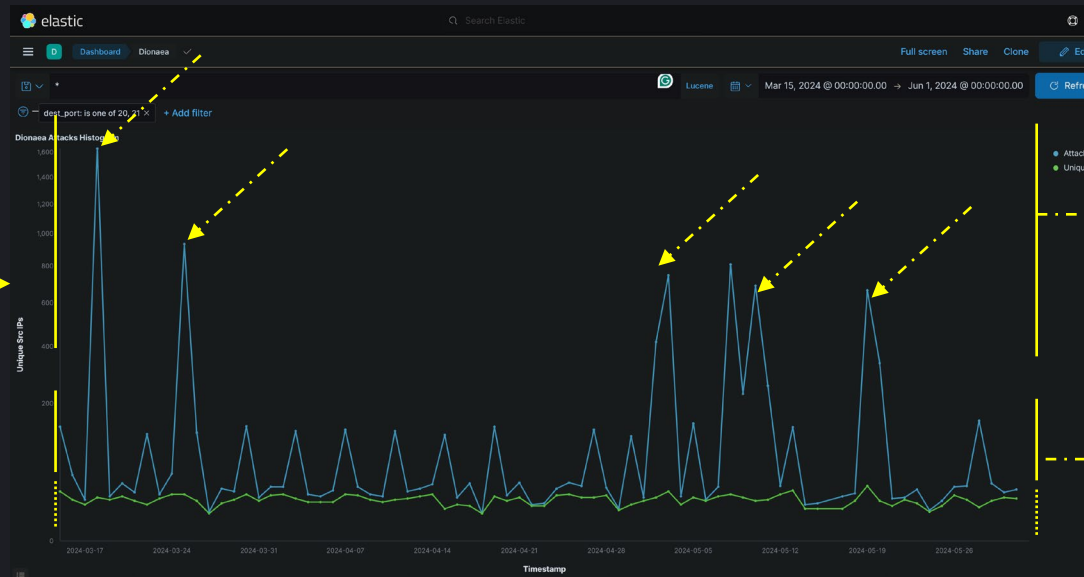 elastic
Search Elastic
D
Dashboard
Dionaea
Full screen
Share
Clone
*
Lucene
Mar 15, 2024 @ 00:00:00.00 → Jun 1, 2024 @ 00:00:00.00
Refre
dest_port: is one of 20, 21 ×
+ Add filter
Dionaea Attacks Histogram
Attac
Uniqu
1,600
1,400
1,200
1,000
800
600
400
200
0
Unique Src IPs
2024-03-17
2024-03-24
2024-03-31
2024-04-07
2024-04-14
2024-04-21
2024-04-28
2024-05-05
2024-05-12
2024-05-19
2024-05-26
Timestamp